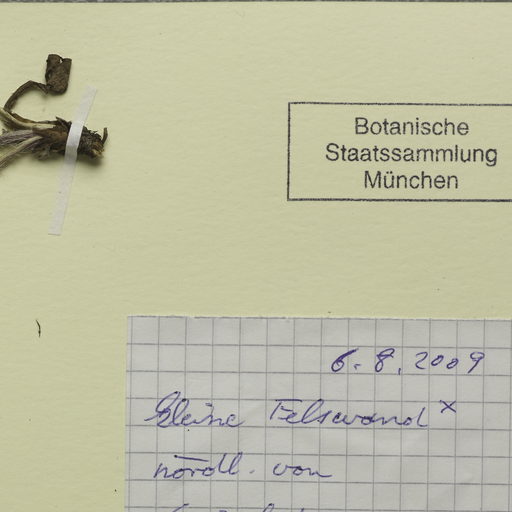 Botanische
Staatssammlung
München
6.8.2009
kleine Felswand x
nördl. von